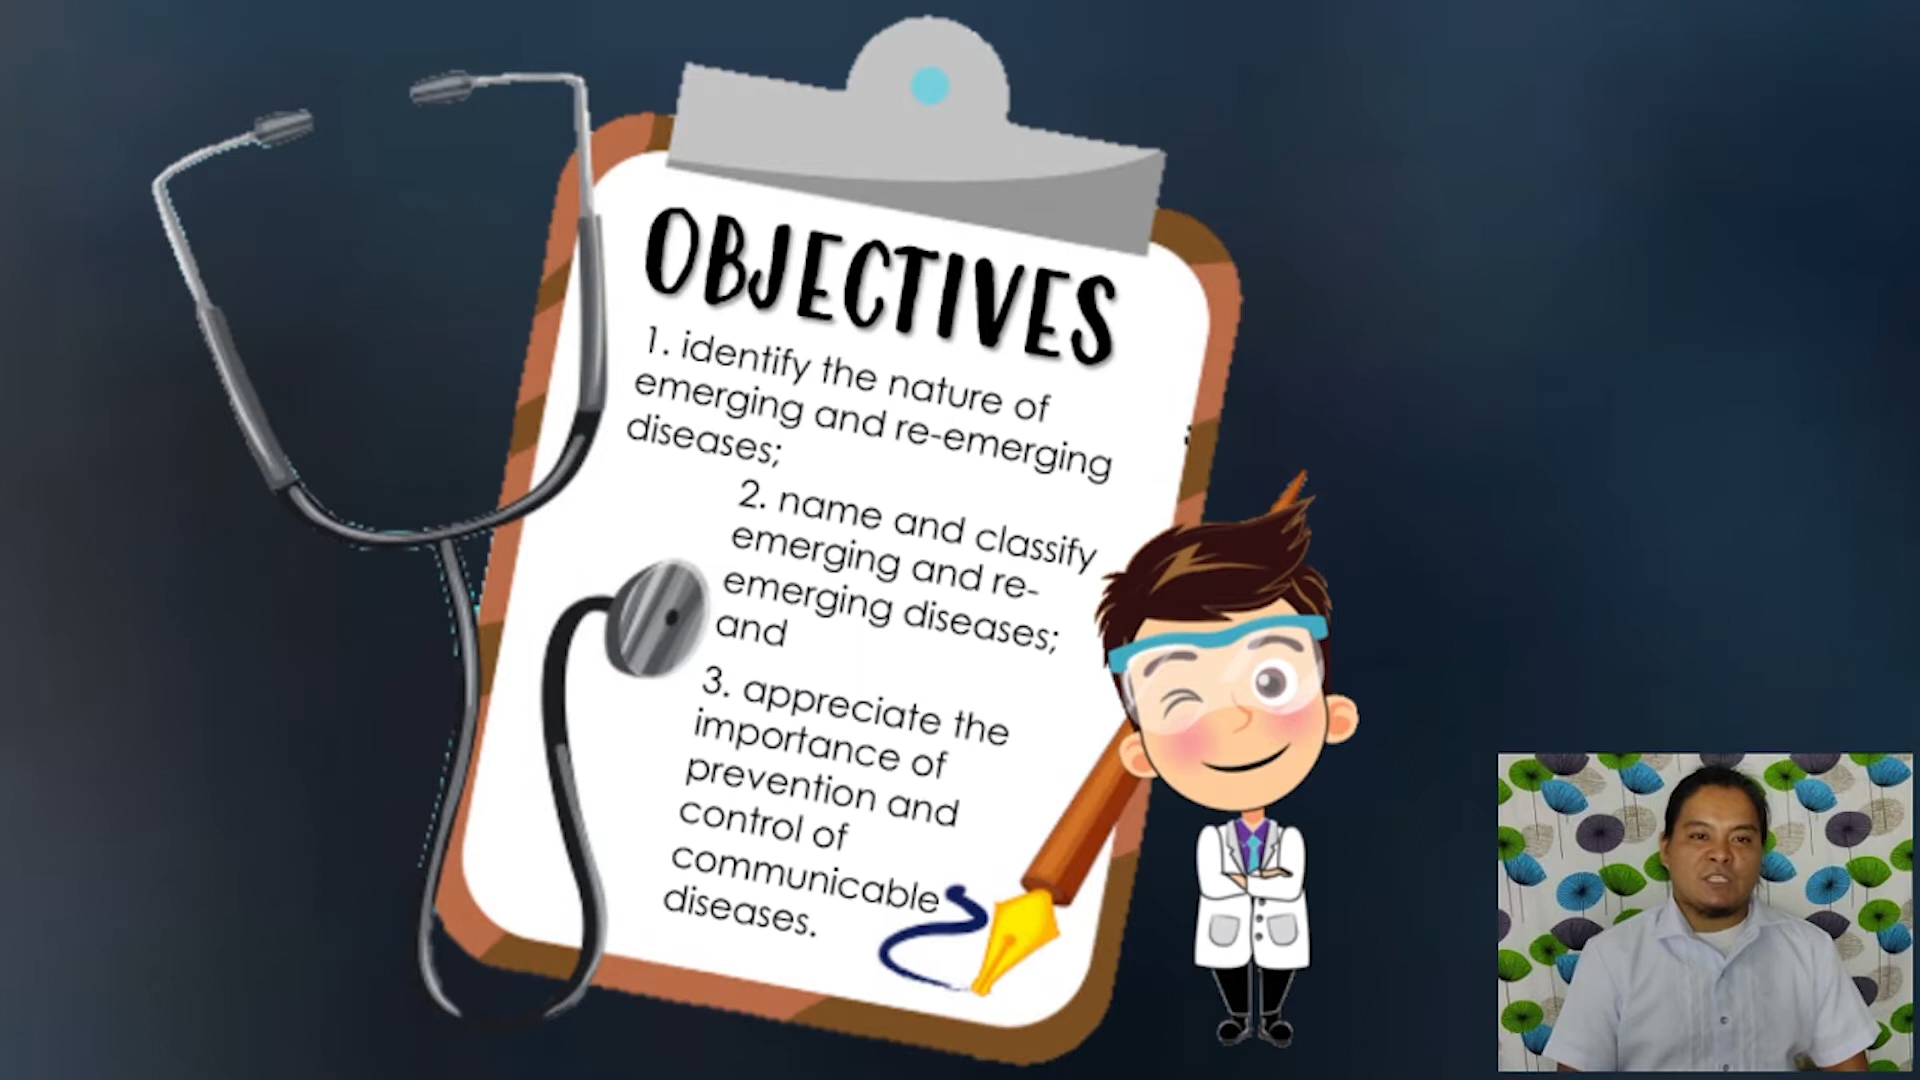 OBJECTIVES
1. identify the nature of
emerging and re-emerging
diseases;
2. name and classify
emerging and re-
emerging diseases;
and
3. appreciate the
importance of
prevention and
control of
communicable
diseases.